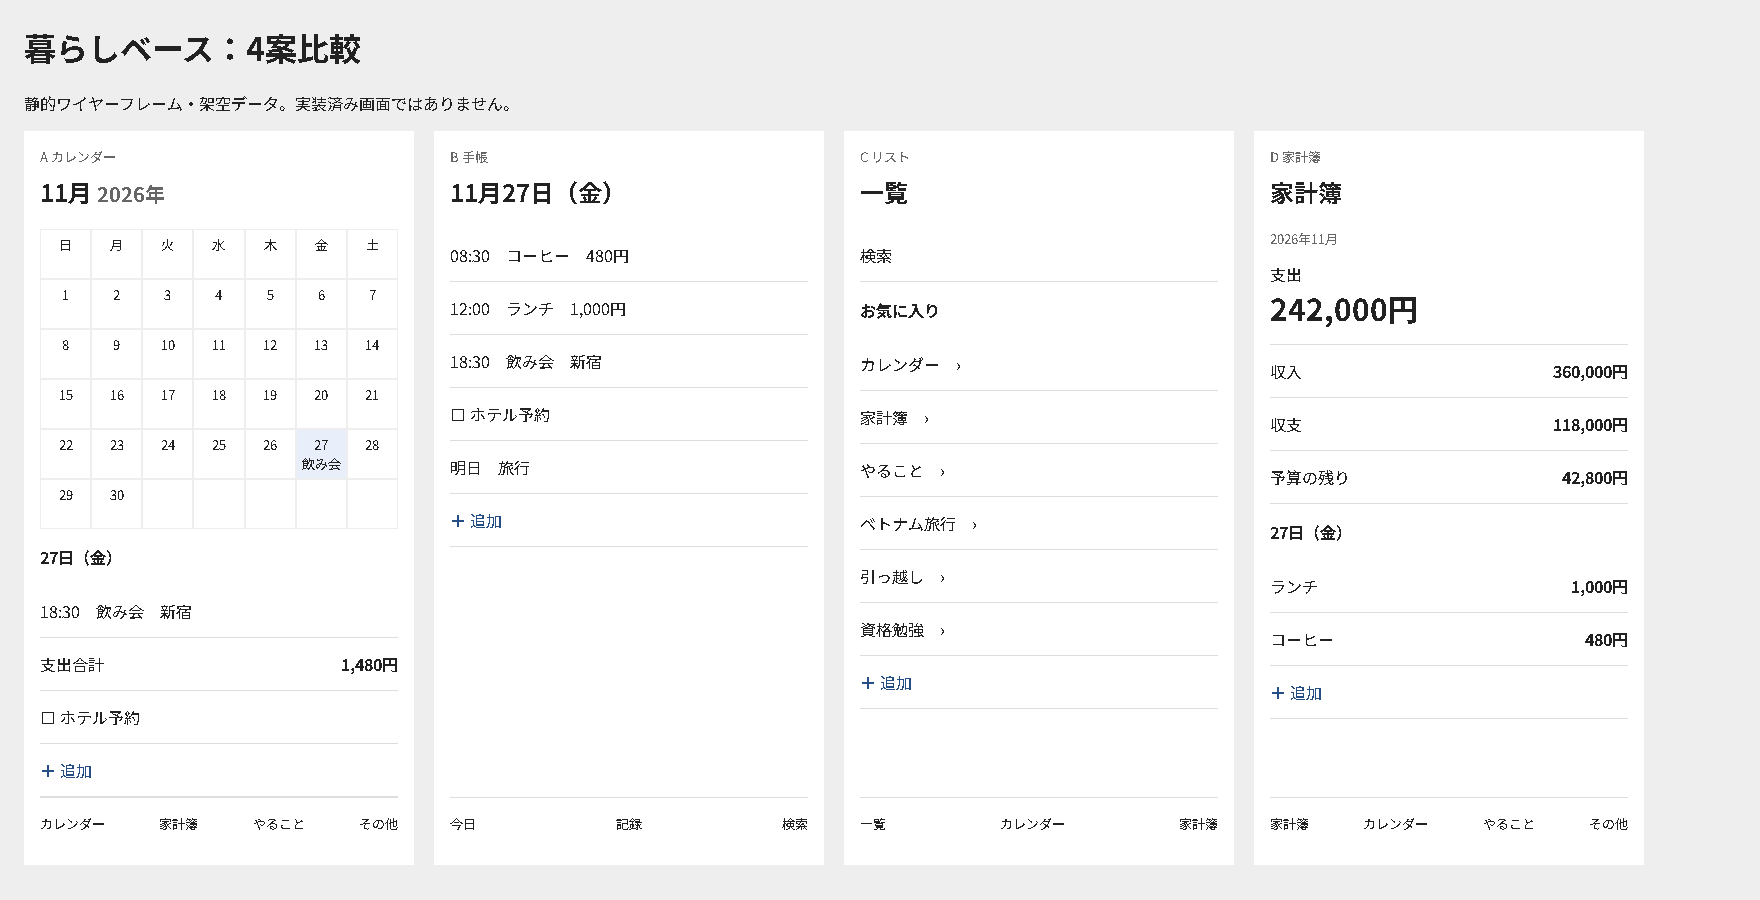 暮らしベース：4案比較
静的ワイヤーフレーム・架空データ。実装済み画面ではありません。
A カレンダー
11月 2026年
日 月 火 水 木 金 土
1 2 3 4 5 6 7
8 9 10 11 12 13 14
15 16 17 18 19 20 21
22 23 24 25 26 27 28
飲み会
29 30
27日（金）
18:30　飲み会　新宿
支出合計 1,480円
☐ ホテル予約
＋ 追加
カレンダー 家計簿 やること その他
B 手帳
11月27日（金）
08:30　コーヒー　480円
12:00　ランチ　1,000円
18:30　飲み会　新宿
☐ ホテル予約
明日　旅行
＋ 追加
今日 記録 検索
C リスト
一覧
検索
お気に入り
カレンダー　›
家計簿　›
やること　›
ベトナム旅行　›
引っ越し　›
資格勉強　›
＋ 追加
一覧 カレンダー 家計簿
D 家計簿
家計簿
2026年11月
支出
242,000円
収入 360,000円
収支 118,000円
予算の残り 42,800円
27日（金）
ランチ 1,000円
コーヒー 480円
＋ 追加
家計簿 カレンダー やること その他